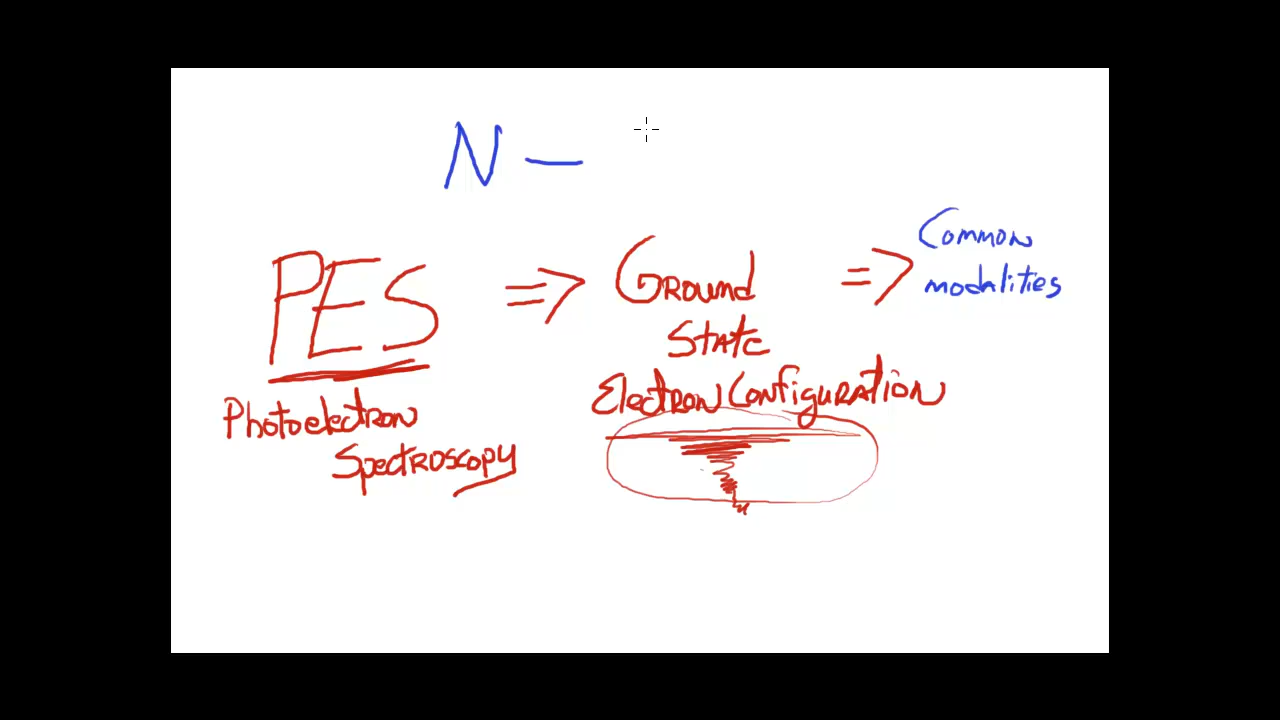 N —
PES => Ground => Common
modalities
State
Electron Configuration
Photoelectron
Spectroscopy